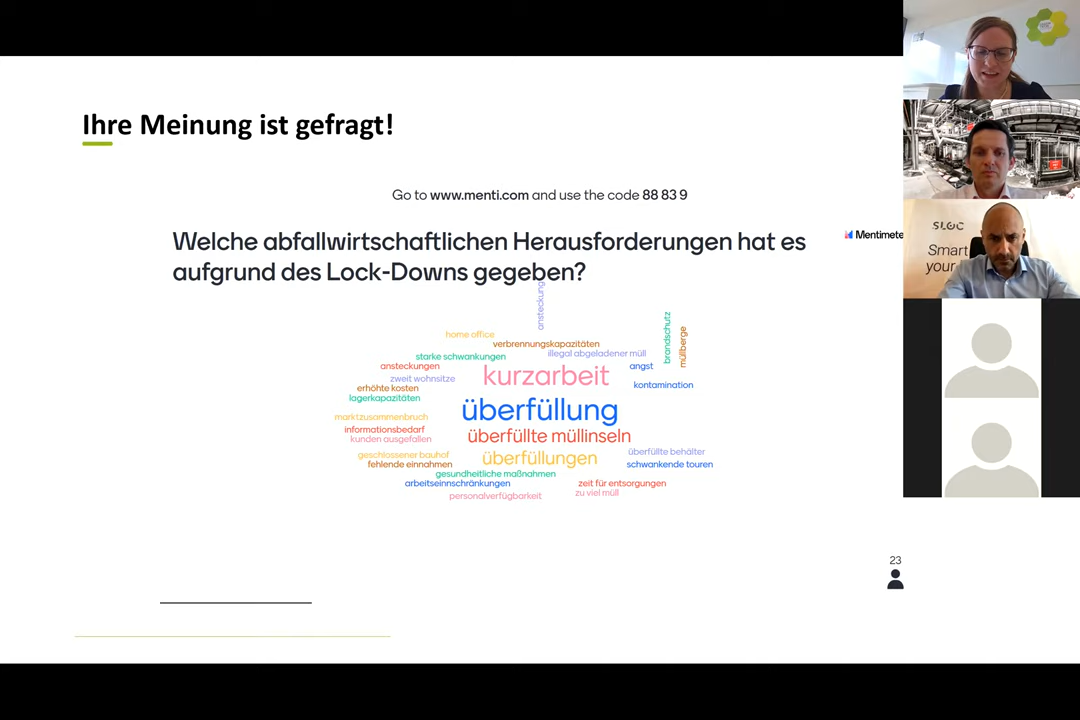 Ihre Meinung ist gefragt!
Go to www.menti.com and use the code 88 83 9
Mentimete
Welche abfallwirtschaftlichen Herausforderungen hat es
aufgrund des Lock-Downs gegeben?
ansteckung
brandschutz
müllberge
home office
verbrennungskapazitäten
starke schwankungen
illegal abgeladener müll
ansteckungen
kurzarbeit
angst
zweit wohnsitze
kontamination
erhöhte kosten
lagerkapazitäten
überfüllung
marktzusammenbruch
informationsbedarf
überfüllte müllinseln
kunden ausgefallen
geschlossener bauhof
überfüllungen
überfüllte behälter
fehlende einnahmen
schwankende touren
gesundheitliche maßnahmen
arbeitseinnschränkungen
zeit für entsorgungen
personalverfügbarkeit
zu viel müll
23
SLOC
Smart
your